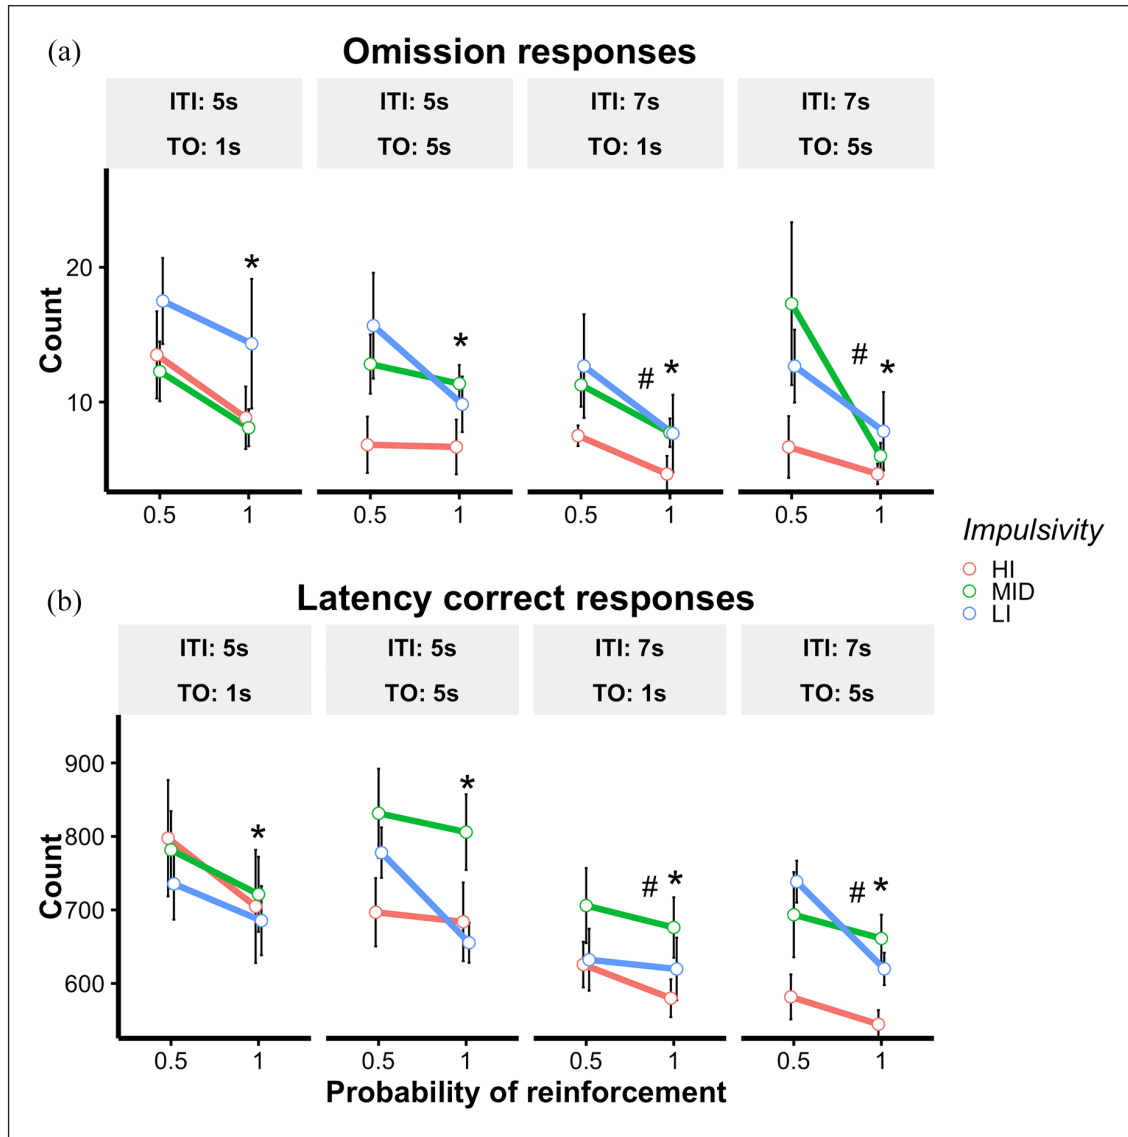 (a)
Omission responses
ITI: 5s ITI: 5s ITI: 7s ITI: 7s
TO: 1s TO: 5s TO: 1s TO: 5s
Count
20
10
* * # * # *
0.5 1 0.5 1 0.5 1 0.5 1
Impulsivity
HI
MID
LI
(b)
Latency correct responses
ITI: 5s ITI: 5s ITI: 7s ITI: 7s
TO: 1s TO: 5s TO: 1s TO: 5s
Count
900
800
700
600
* * # * # *
0.5 1 0.5 1 0.5 1 0.5 1
Probability of reinforcement